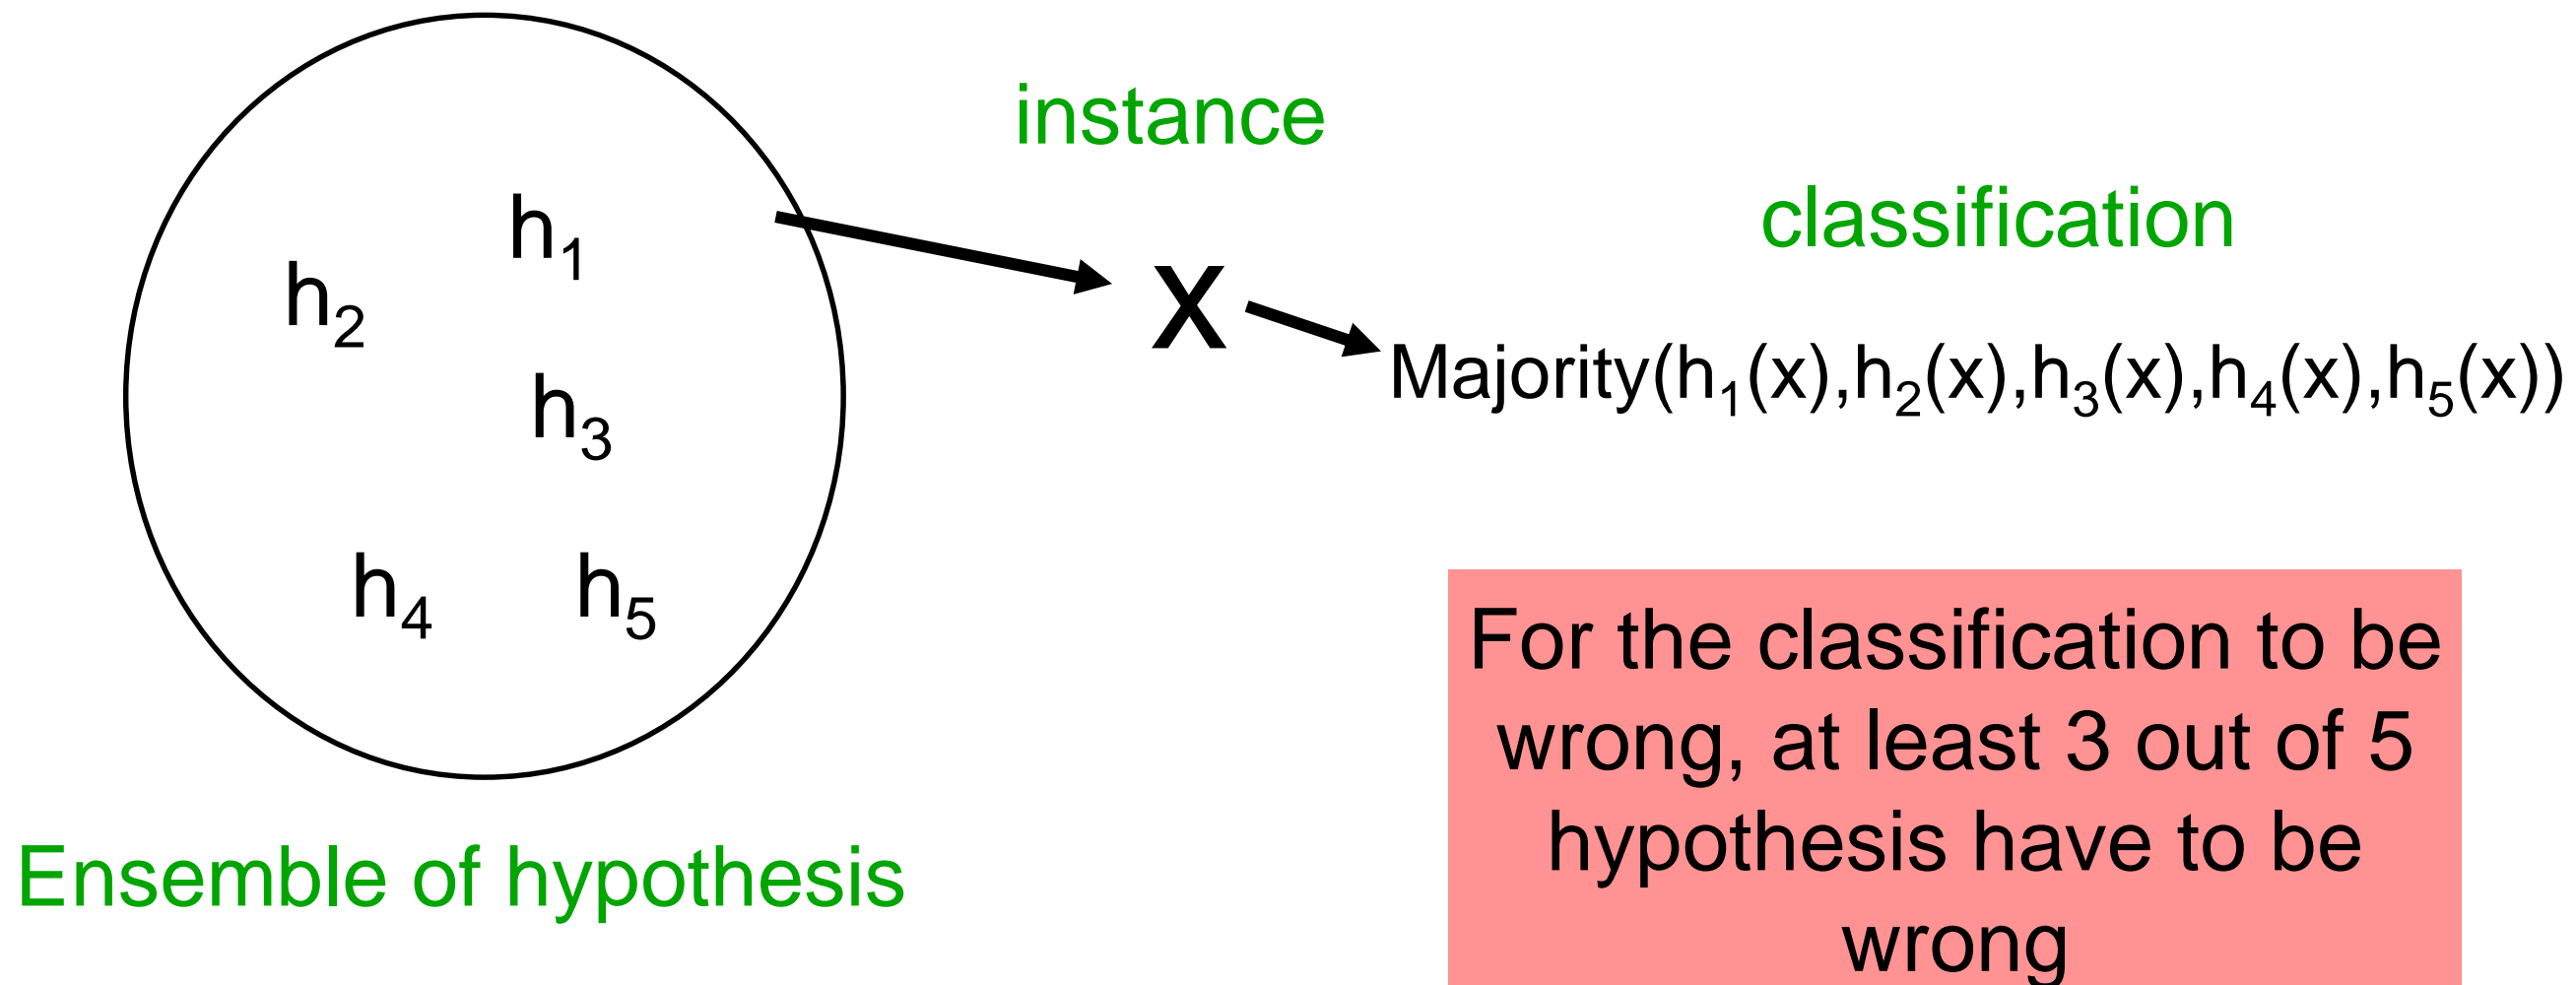 instance
classification
h₁
h₂
h₃
h₄
h₅
x
Majority(h₁(x),h₂(x),h₃(x),h₄(x),h₅(x))
Ensemble of hypothesis
For the classification to be
wrong, at least 3 out of 5
hypothesis have to be
wrong